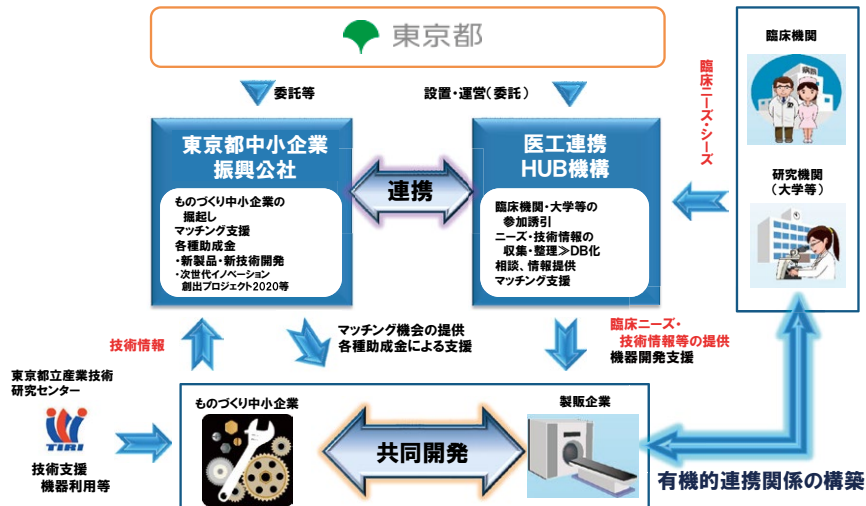 東京都
委託等
設置・運営(委託)
東京都中小企業
振興公社
ものづくり中小企業の
掘起し
マッチング支援
各種助成金
・新製品・新技術開発
・次世代イノベーション
創出プロジェクト2020等
連携
医工連携
HUB機構
臨床機関・大学等の
参加誘引
ニーズ・技術情報の
収集・整理≫DB化
相談、情報提供
マッチング支援
臨床ニーズ・シーズ
臨床機関
病院
研究機関
(大学等)
技術情報
マッチング機会の提供
各種助成金による支援
臨床ニーズ・
技術情報等の提供
機器開発支援
東京都立産業技術
研究センター
TIRI
技術支援
機器利用等
ものづくり中小企業
共同開発
製販企業
有機的連携関係の構築